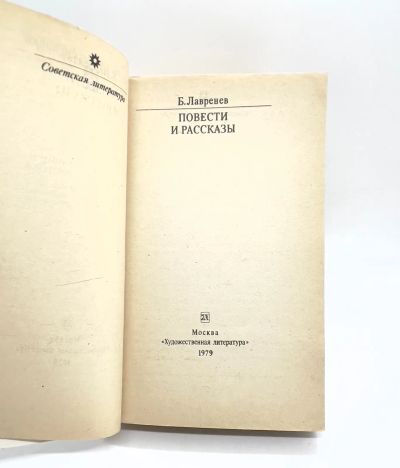 Советская литература
Б. Лавренев
ПОВЕСТИ
И РАССКАЗЫ
Москва
«Художественная литература»
1979